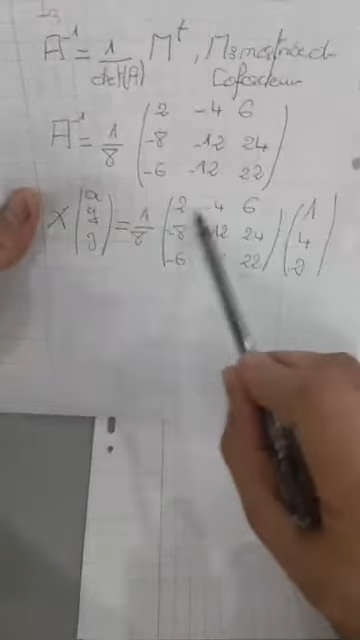 A⁻¹ = 1/det(A) Mᵗ, M matrice d
Cofacteur
A⁻¹ = 1/8 ( 2 -4 6
-8 -12 24
-6 -12 22 )
X ( x y z ) = 1/8 ( 2 -4 6 ) ( 1
-8 12 24 4
-6 22 -2 )